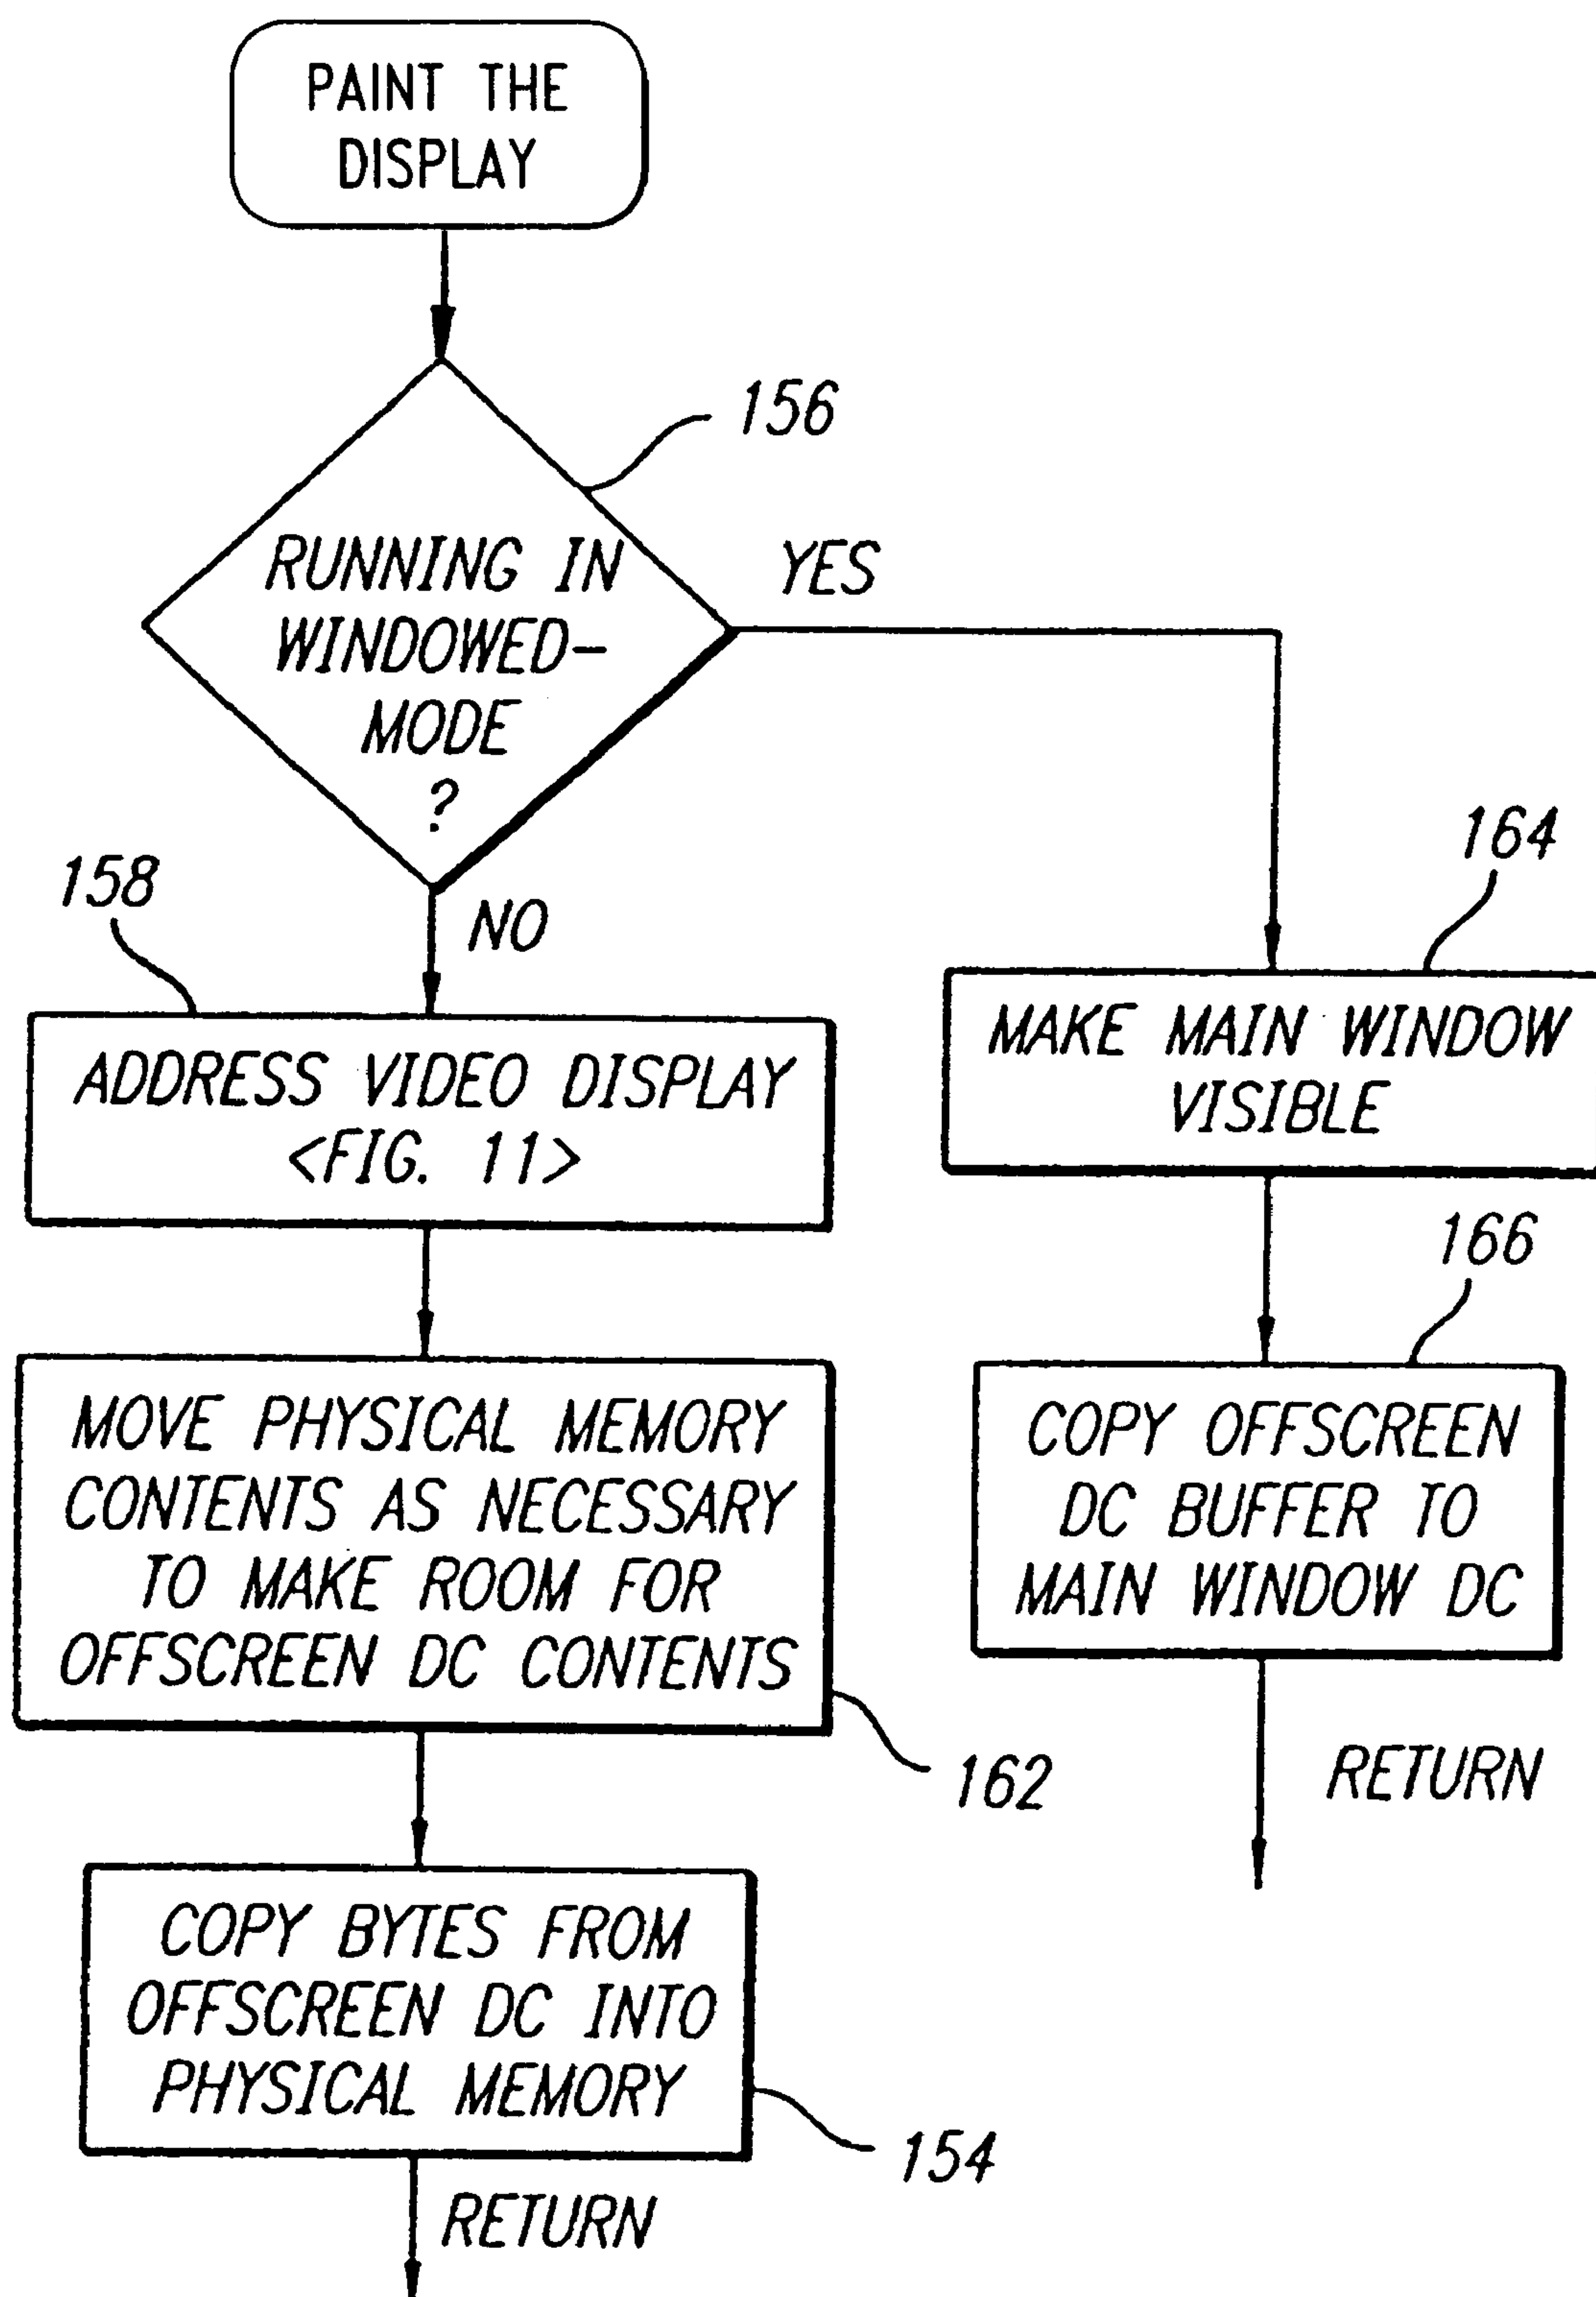 PAINT THE
DISPLAY
156
RUNNING IN
WINDOWED-
MODE
?
YES
NO
158
ADDRESS VIDEO DISPLAY
<FIG. 11>
MOVE PHYSICAL MEMORY
CONTENTS AS NECESSARY
TO MAKE ROOM FOR
OFFSCREEN DC CONTENTS
162
COPY BYTES FROM
OFFSCREEN DC INTO
PHYSICAL MEMORY
154
RETURN
164
MAKE MAIN WINDOW
VISIBLE
166
COPY OFFSCREEN
DC BUFFER TO
MAIN WINDOW DC
RETURN